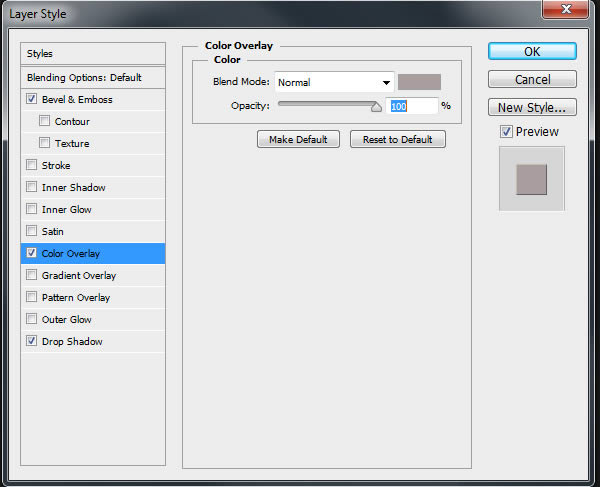 Layer Style
Styles
Blending Options: Default
Bevel & Emboss
Contour
Texture
Stroke
Inner Shadow
Inner Glow
Satin
Color Overlay
Gradient Overlay
Pattern Overlay
Outer Glow
Drop Shadow
Color Overlay
Color
Blend Mode: Normal
Opacity: 100 %
Make Default Reset to Default
OK
Cancel
New Style...
Preview